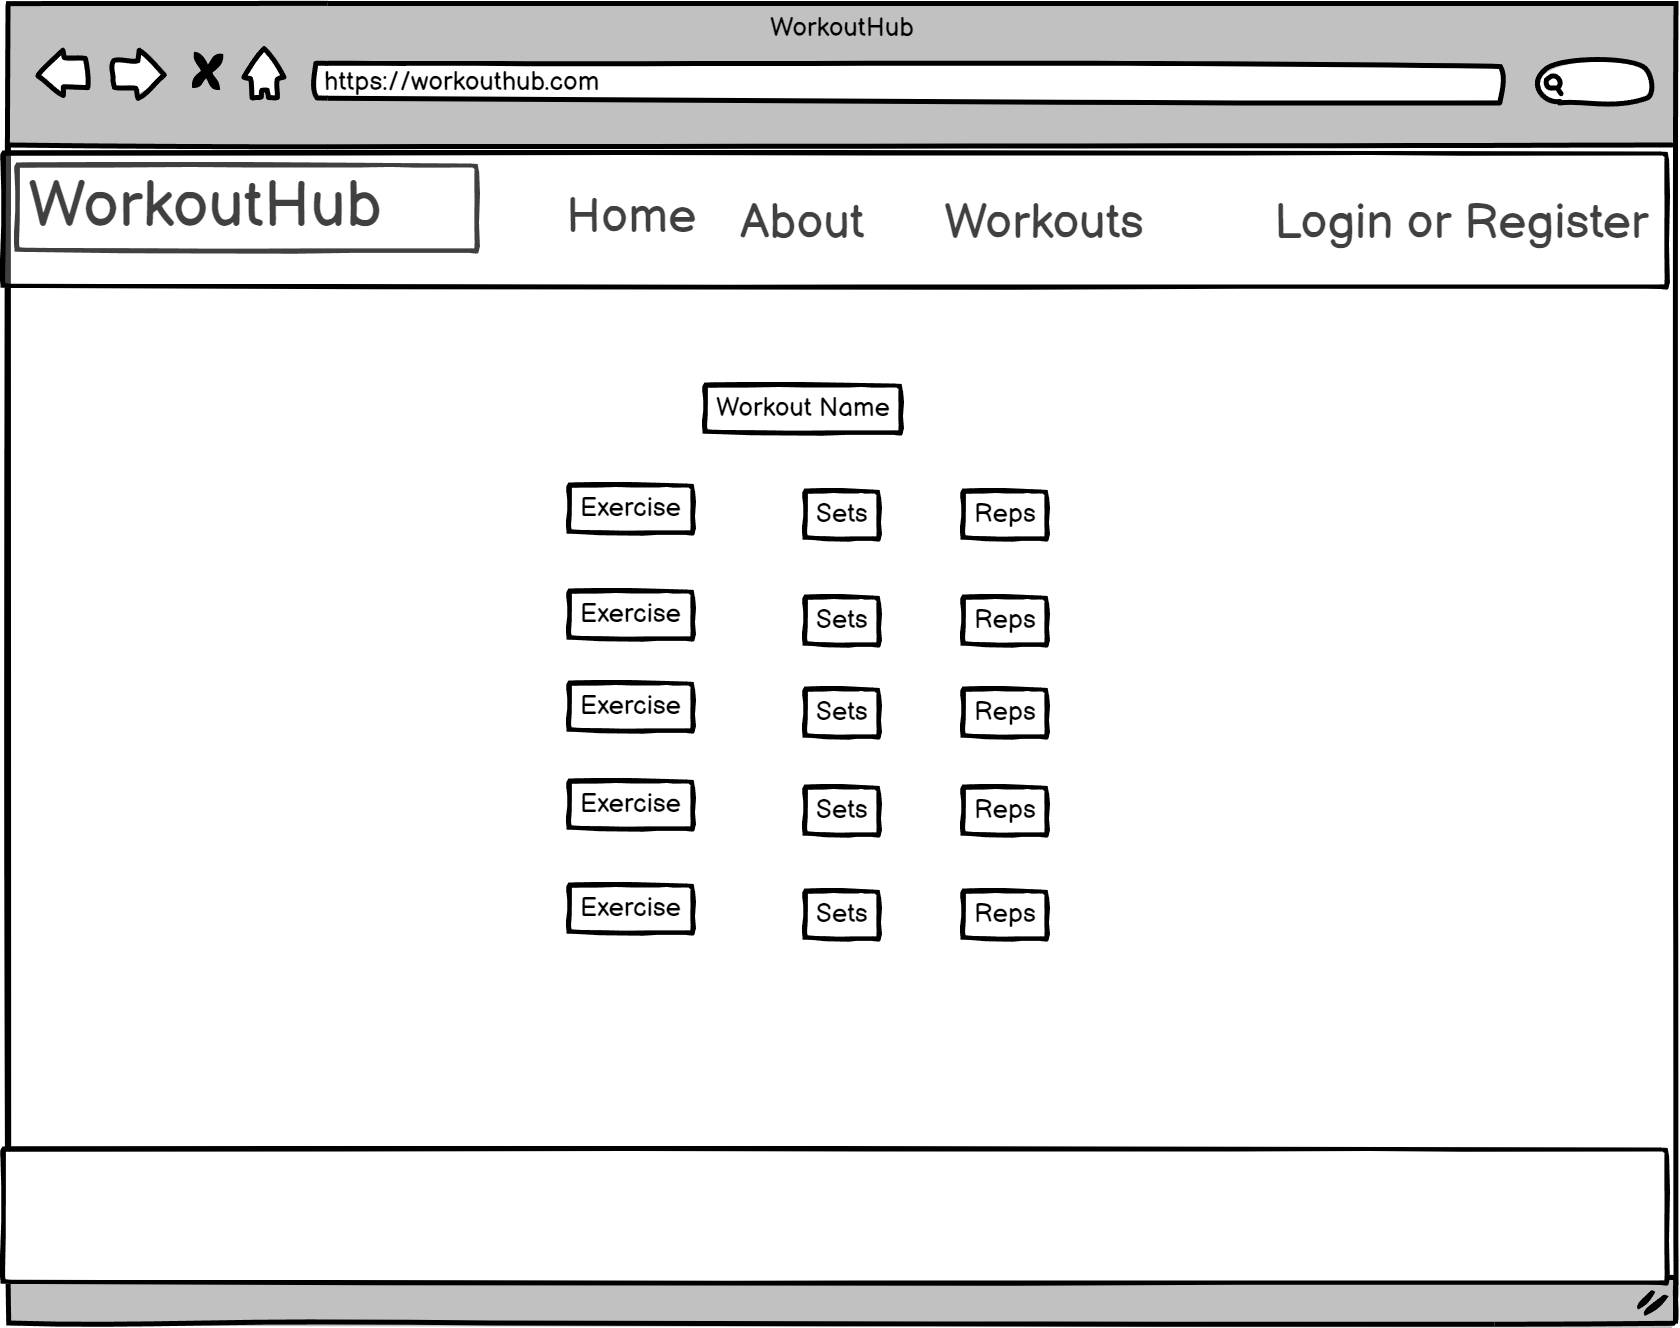 WorkoutHub
https://workouthub.com
WorkoutHub Home About Workouts Login or Register
Workout Name
Exercise Sets Reps
Exercise Sets Reps
Exercise Sets Reps
Exercise Sets Reps
Exercise Sets Reps